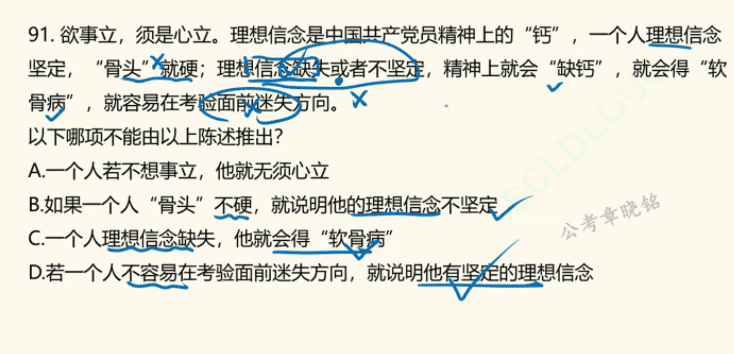 91. 欲事立，须是心立。理想信念是中国共产党员精神上的“钙”，一个人理想信念
坚定，“骨头”就硬；理想信念缺失或者不坚定，精神上就会“缺钙”，就会得“软
骨病”，就容易在考验面前迷失方向。
以下哪项不能由以上陈述推出？
A.一个人若不想事立，他就无须心立
B.如果一个人“骨头”不硬，就说明他的理想信念不坚定
C.一个人理想信念缺失，他就会得“软骨病”
公考章晓铭
D.若一个人不容易在考验面前迷失方向，就说明他有坚定的理想信念